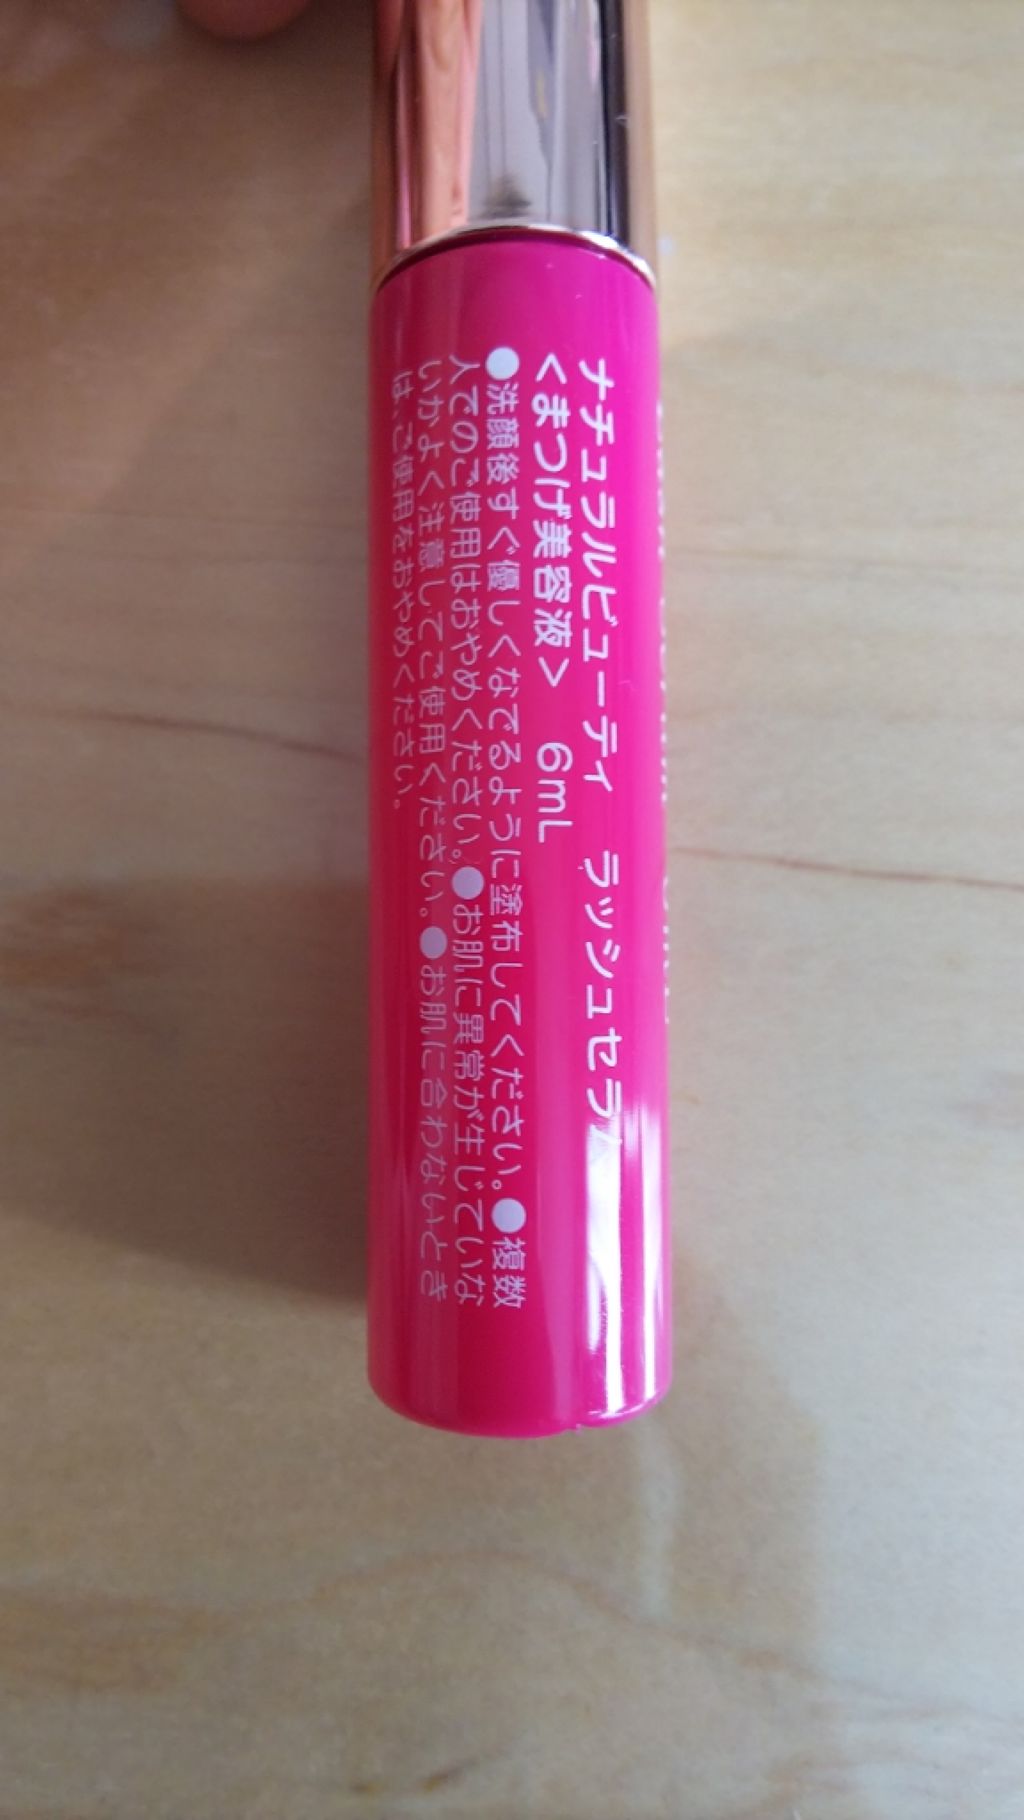 ナチュラルビューティ ラッシュセラム
<まつげ美容液> 6mL
●洗顔後すぐ優しくなでるように塗布してください。●複数
人でのご使用はおやめください。●お肌に異常が生じていな
いかよく注意してご使用ください。●お肌に合わないとき
は、ご使用をおやめください。